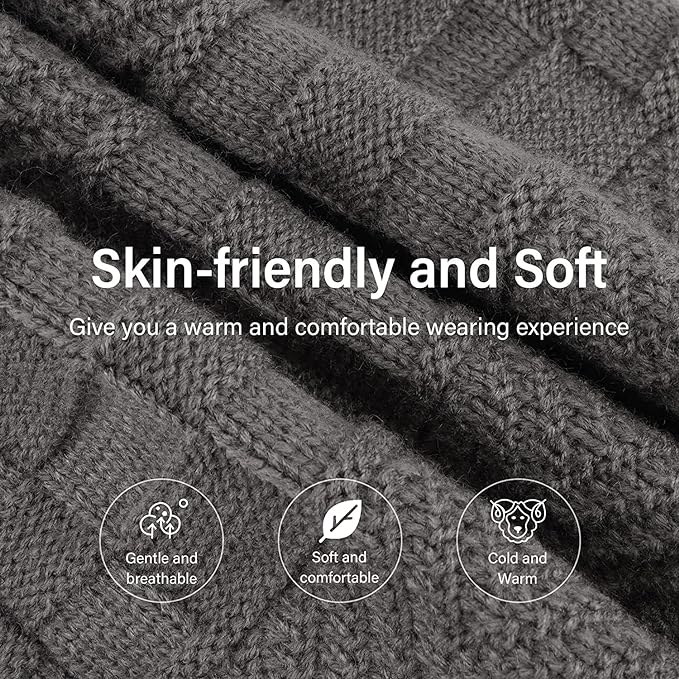 Skin-friendly and Soft
Give you a warm and comfortable wearing experience
Gentle and
breathable
Soft and
comfortable
Cold and
Warm